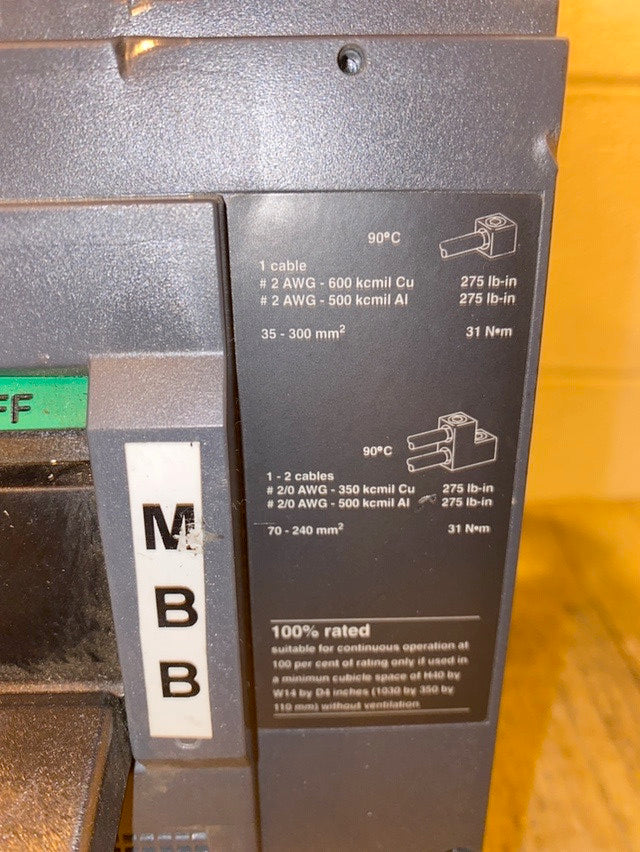 90°C
1 cable
# 2 AWG - 600 kcmil Cu 275 lb-in
# 2 AWG - 500 kcmil Al 275 lb-in
35 - 300 mm² 31 N•m
FF
90°C
1 - 2 cables
# 2/0 AWG - 350 kcmil Cu 275 lb-in
# 2/0 AWG - 500 kcmil Al 275 lb-in
70 - 240 mm² 31 N•m
M
B
B
100% rated
suitable for continuous operation at
100 per cent of rating only if used in
a minimun cubicle space of H40 by
W14 by D4 inches (1030 by 350 by
110 mm) without ventilation